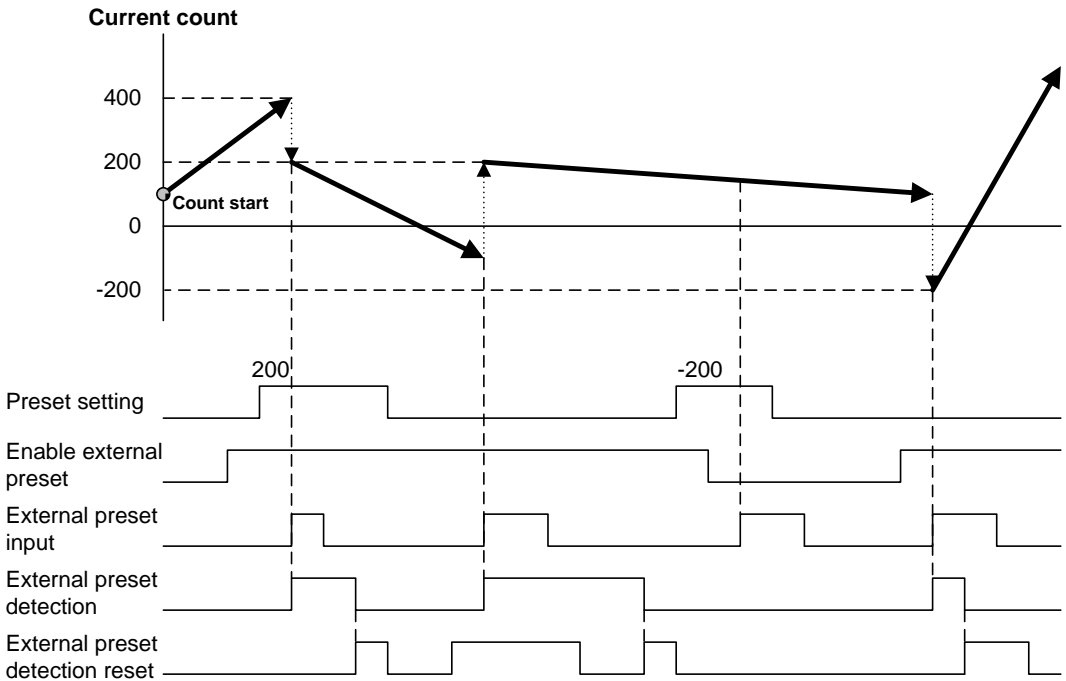 Current count
400
200
Count start
0
-200
200
-200
Preset setting
Enable external
preset
External preset
input
External preset
detection
External preset
detection reset